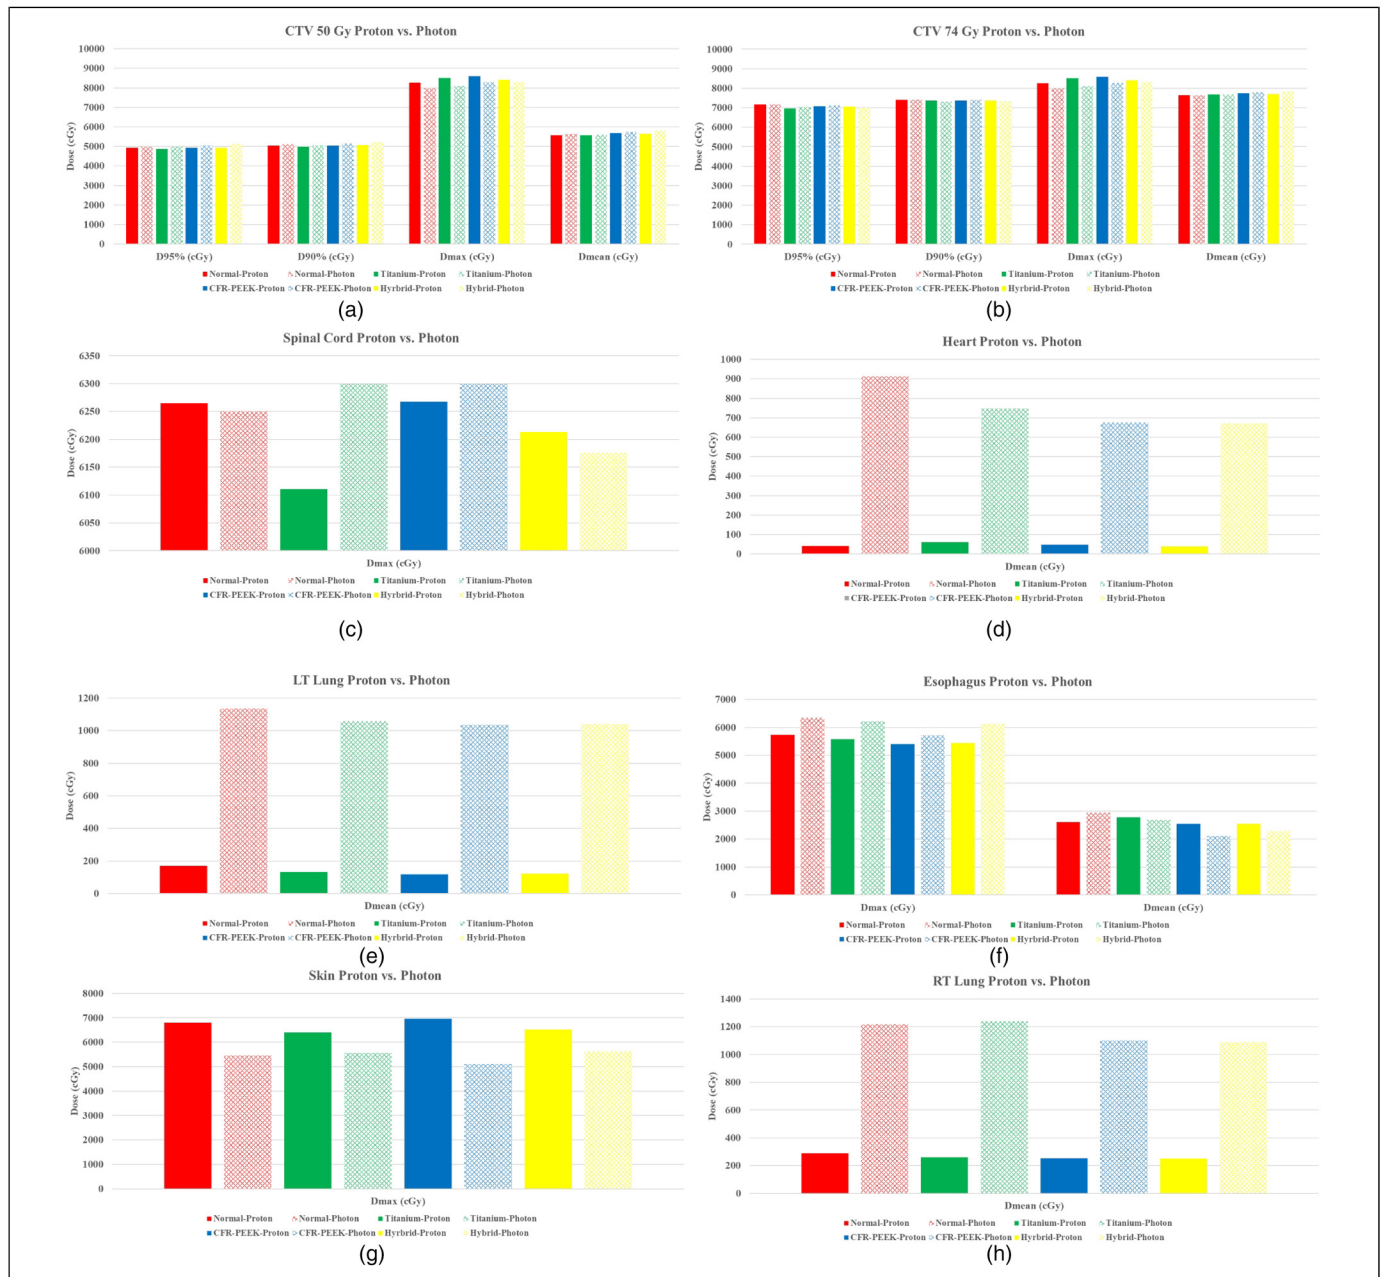 CTV 50 Gy Proton vs. Photon
10000
9000
8000
7000
6000
5000
4000
3000
2000
1000
0
Dose (cGy)
D95% (cGy) D90% (cGy) Dmax (cGy) Dmean (cGy)
Normal-Proton Normal-Photon Titanium-Proton Titanium-Photon
CFR-PEEK-Proton CFR-PEEK-Photon Hyrbrid-Proton Hybrid-Photon
(a)
CTV 74 Gy Proton vs. Photon
10000
9000
8000
7000
6000
5000
4000
3000
2000
1000
0
Dose (cGy)
D95% (cGy) D90% (cGy) Dmax (cGy) Dmean (cGy)
Normal-Proton Normal-Photon Titanium-Proton Titanium-Photon
CFR-PEEK-Proton CFR-PEEK-Photon Hyrbrid-Proton Hybrid-Photon
(b)
Spinal Cord Proton vs. Photon
6350
6300
6250
6200
6150
6100
6050
6000
Dose (cGy)
Dmax (cGy)
Normal-Proton Normal-Photon Titanium-Proton Titanium-Photon
CFR-PEEK-Proton CFR-PEEK-Photon Hyrbrid-Proton Hybrid-Photon
(c)
Heart Proton vs. Photon
1000
900
800
700
600
500
400
300
200
100
0
Dose (cGy)
Dmean (cGy)
Normal-Proton Normal-Photon Titanium-Proton Titanium-Photon
CFR-PEEK-Proton CFR-PEEK-Photon Hyrbrid-Proton Hybrid-Photon
(d)
LT Lung Proton vs. Photon
1200
1000
800
600
400
200
0
Dose (cGy)
Dmean (cGy)
Normal-Proton Normal-Photon Titanium-Proton Titanium-Photon
CFR-PEEK-Proton CFR-PEEK-Photon Hyrbrid-Proton Hybrid-Photon
(e)
Esophagus Proton vs. Photon
7000
6000
5000
4000
3000
2000
1000
0
Dose (cGy)
Dmax (cGy) Dmean (cGy)
Normal-Proton Normal-Photon Titanium-Proton Titanium-Photon
CFR-PEEK-Proton CFR-PEEK-Photon Hyrbrid-Proton Hybrid-Photon
(f)
Skin Proton vs. Photon
8000
7000
6000
5000
4000
3000
2000
1000
0
Dose (cGy)
Dmax (cGy)
Normal-Proton Normal-Photon Titanium-Proton Titanium-Photon
CFR-PEEK-Proton CFR-PEEK-Photon Hyrbrid-Proton Hybrid-Photon
(g)
RT Lung Proton vs. Photon
1400
1200
1000
800
600
400
200
0
Dose (cGy)
Dmean (cGy)
Normal-Proton Normal-Photon Titanium-Proton Titanium-Photon
CFR-PEEK-Proton CFR-PEEK-Photon Hyrbrid-Proton Hybrid-Photon
(h)